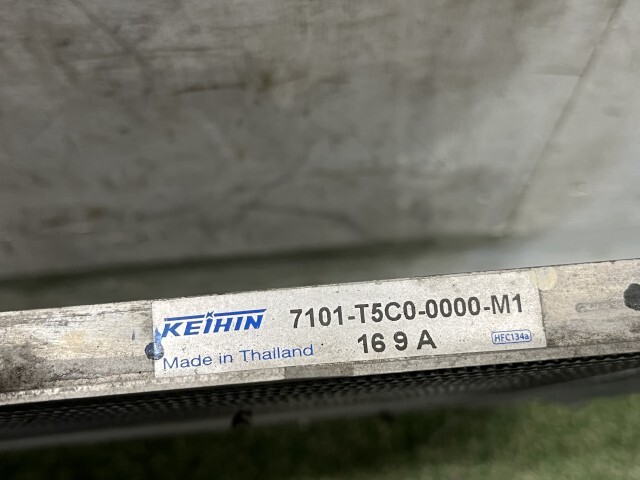 KEIHIN 7101-T5C0-0000-M1
Made in Thailand 16 9 A HFC134a